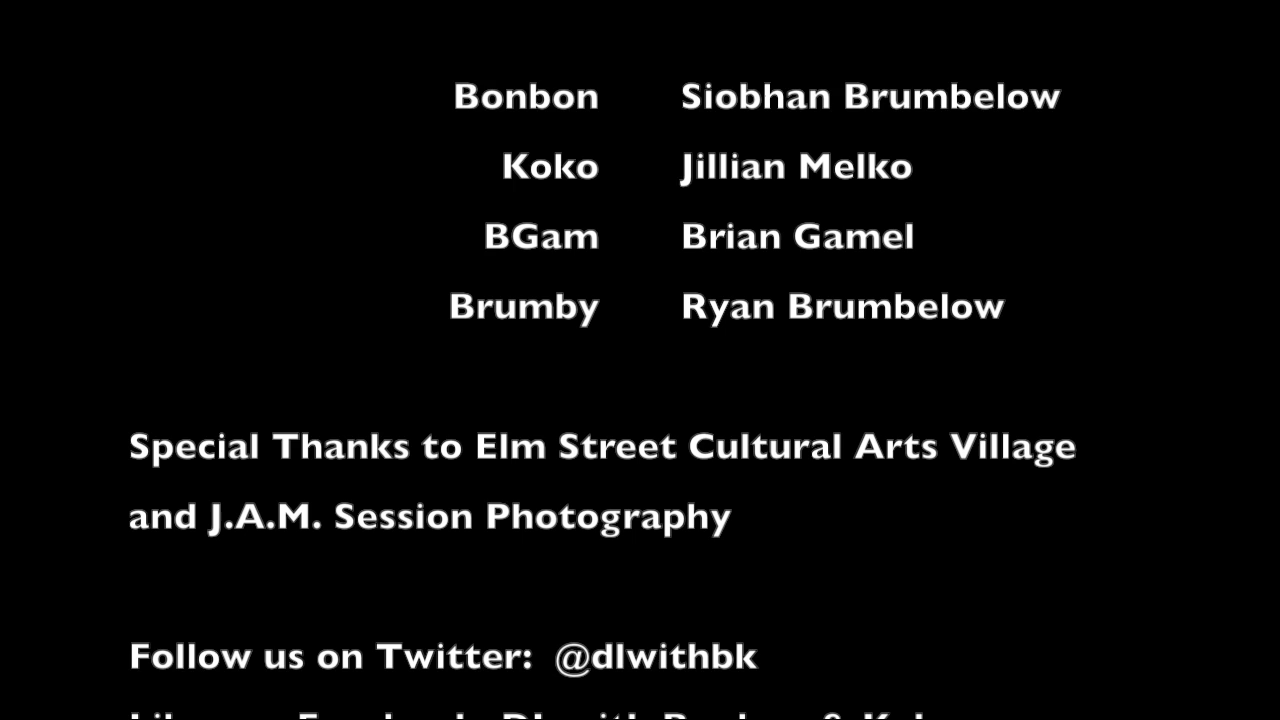 Bonbon Siobhan Brumbelow
Koko Jillian Melko
BGam Brian Gamel
Brumby Ryan Brumbelow
Special Thanks to Elm Street Cultural Arts Village
and J.A.M. Session Photography
Follow us on Twitter: @dlwithbk